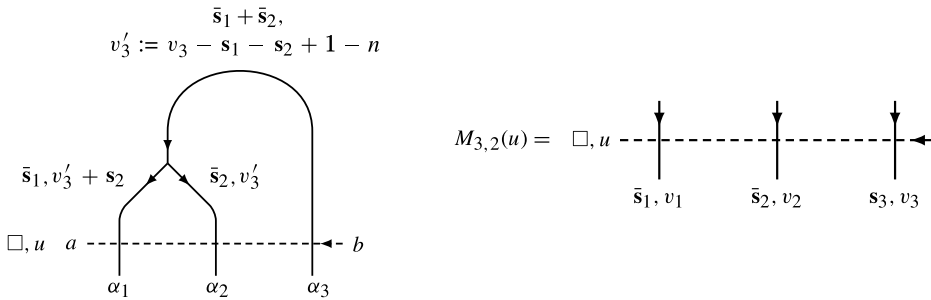 s̄₁ + s̄₂,
v′₃ := v₃ − s₁ − s₂ + 1 − n
s̄₁, v′₃ + s₂
s̄₂, v′₃
□, u a b
α₁ α₂ α₃
M₃,₂(u) = □, u
s̄₁, v₁ s̄₂, v₂ s₃, v₃